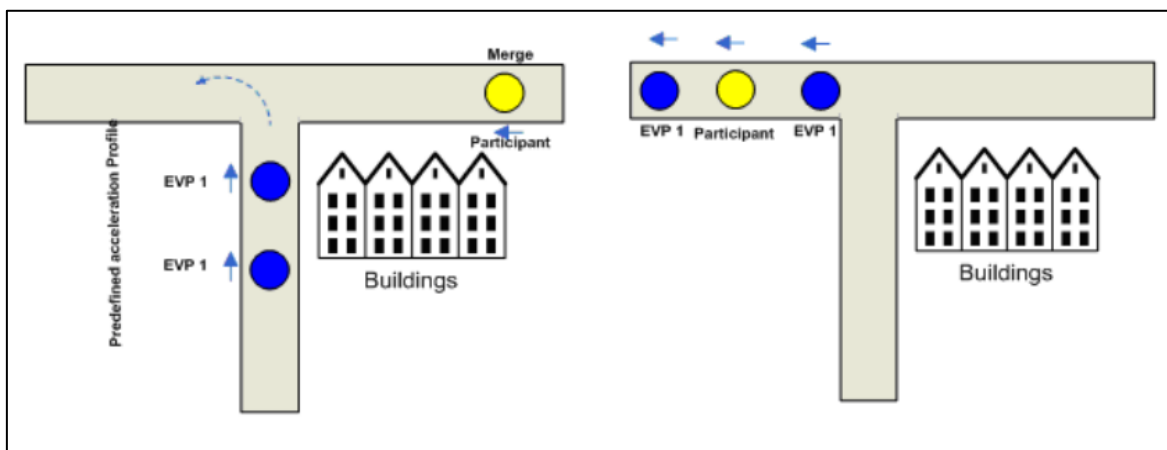 Merge
Participant
EVP 1
EVP 1
Predefined acceleration Profile
Buildings
EVP 1
Participant
EVP 1
Buildings